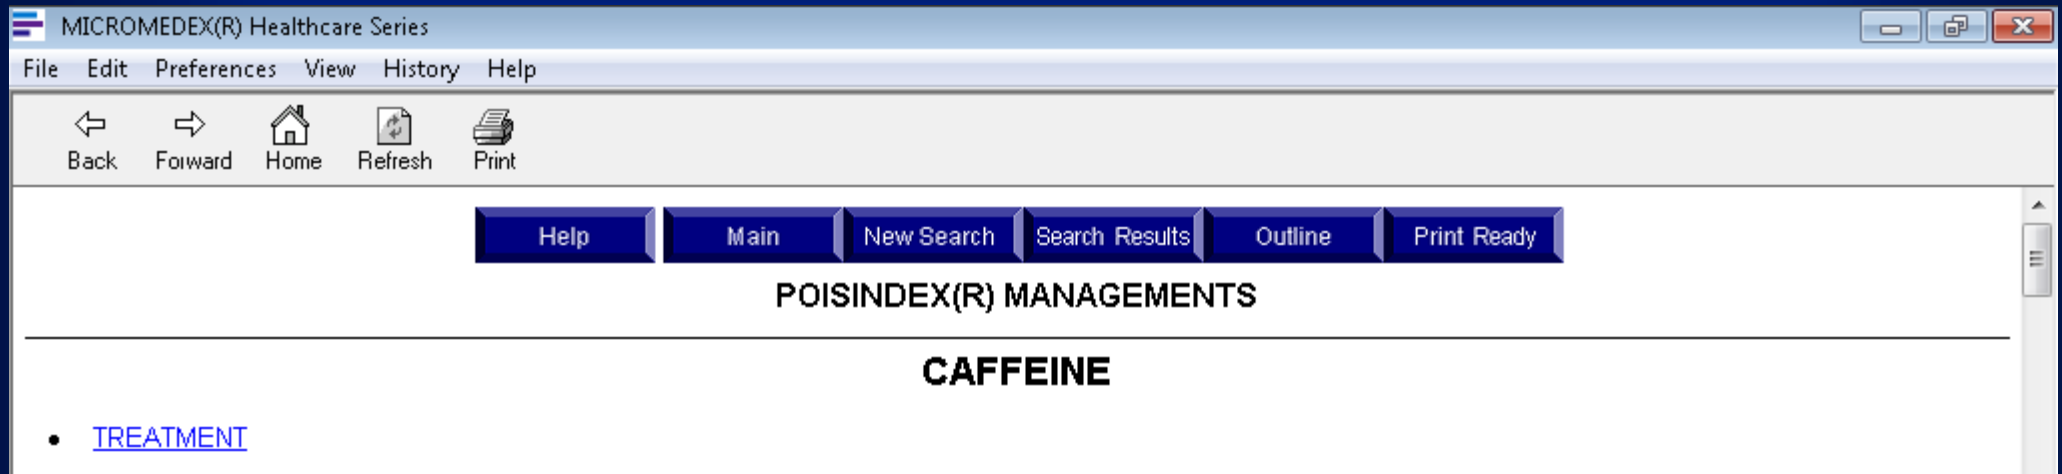 MICROMEDEX(R) Healthcare Series
File Edit Preferences View History Help
Back Forward Home Refresh Print
Help Main New Search Search Results Outline Print Ready
POISINDEX(R) MANAGEMENTS
CAFFEINE
• TREATMENT